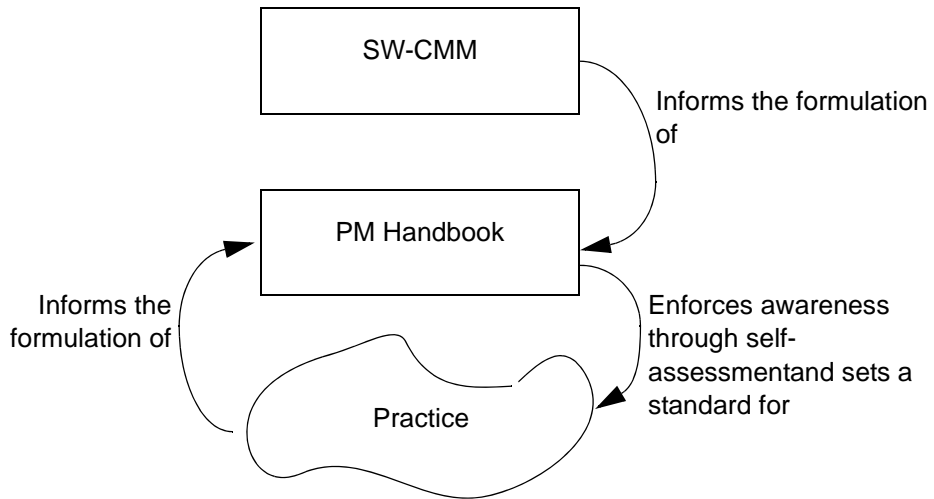 SW-CMM
Informs the formulation
of
PM Handbook
Informs the
formulation of
Enforces awareness
through self-
assessmentand sets a
standard for
Practice